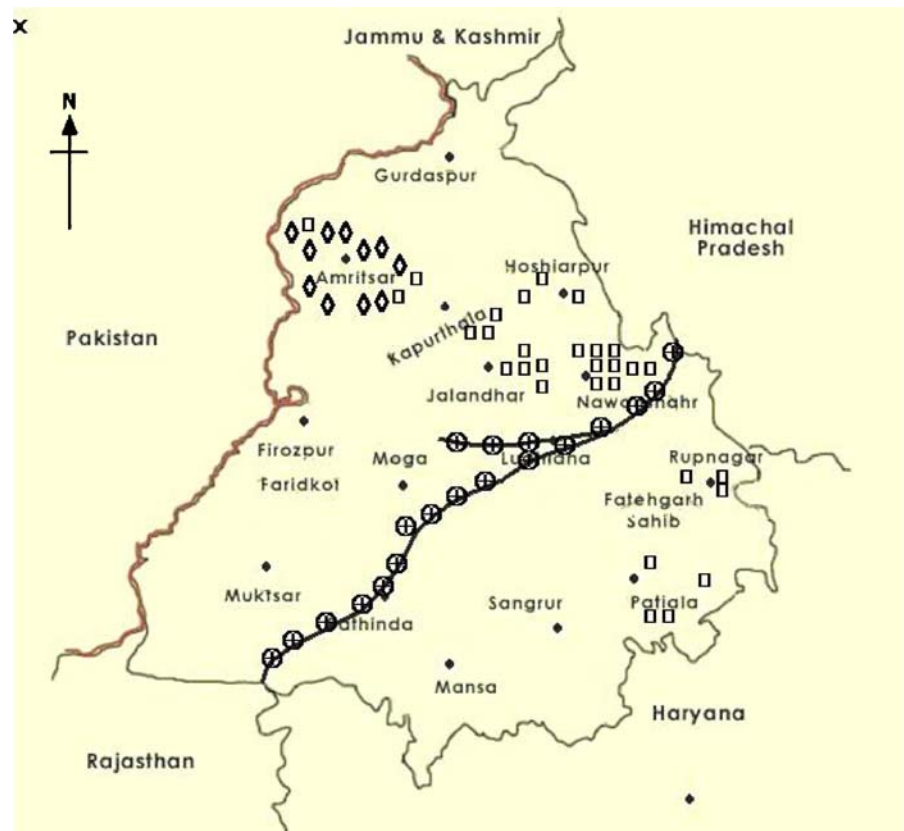 x
Jammu & Kashmir
N
Gurdaspur
Himachal
Pradesh
Hoshiarpur
Amritsar
Kapurthala
Pakistan
Jalandhar
Firozpur
Moga
Rupnagar
Faridkot
Fatehgarh
Sahib
Muktsar
Sangrur
Patiala
Mansa
Haryana
Rajasthan